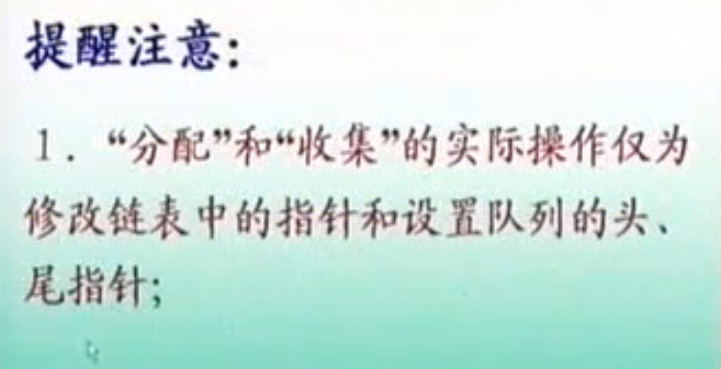 提醒注意:
1．“分配”和“收集”的实际操作仅为
修改链表中的指针和设置队列的头、
尾指针;